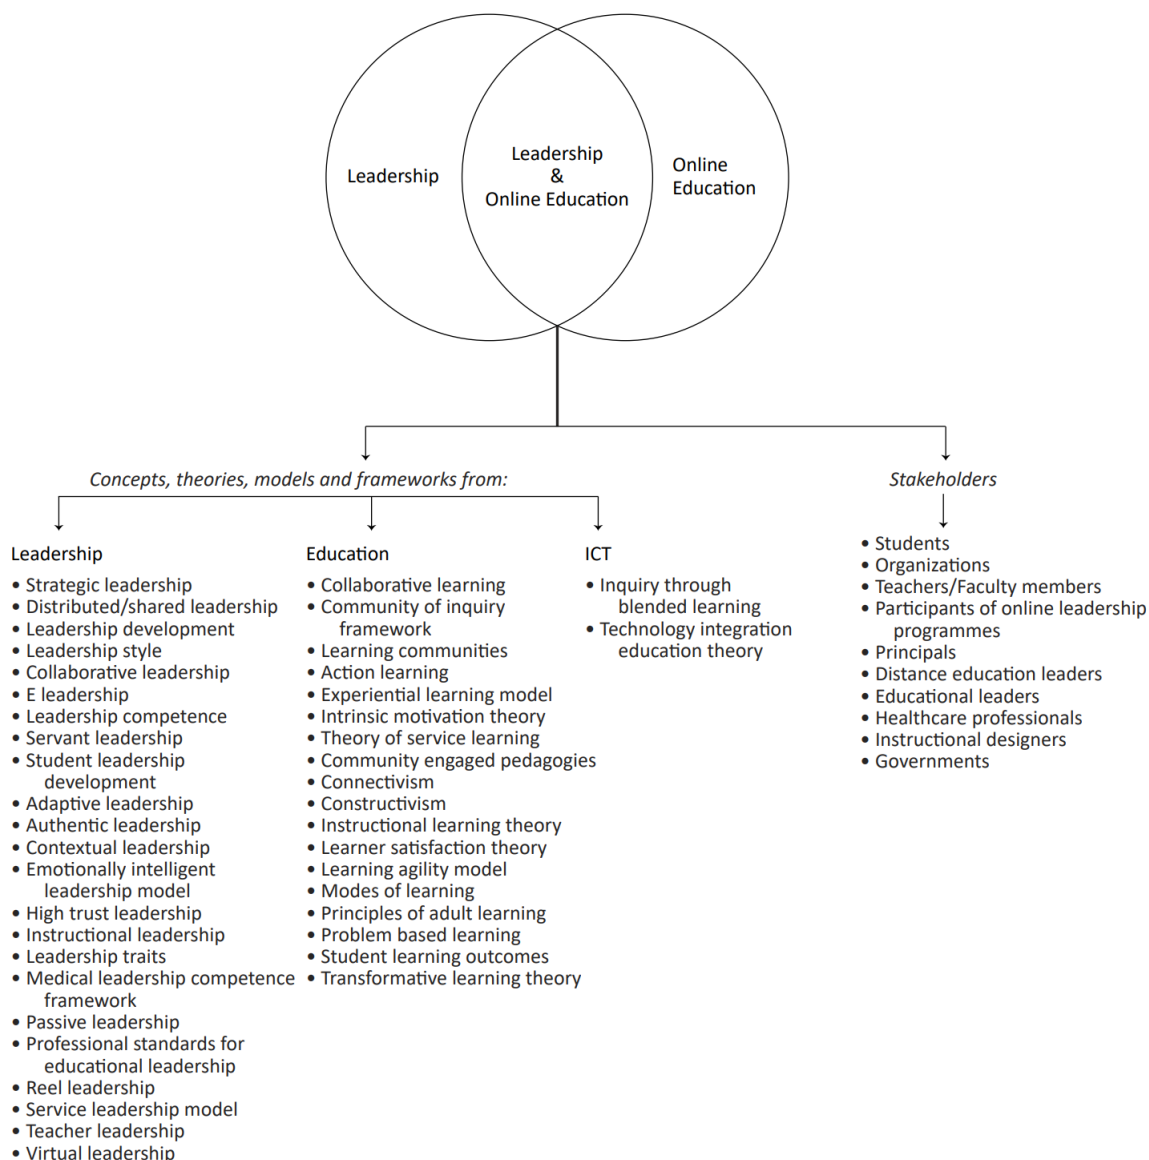 Leadership
Leadership
&
Online Education
Online
Education
Concepts, theories, models and frameworks from:
Stakeholders
Leadership
• Strategic leadership
• Distributed/shared leadership
• Leadership development
• Leadership style
• Collaborative leadership
• E leadership
• Leadership competence
• Servant leadership
• Student leadership
development
• Adaptive leadership
• Authentic leadership
• Contextual leadership
• Emotionally intelligent
leadership model
• High trust leadership
• Instructional leadership
• Leadership traits
• Medical leadership competence
framework
• Passive leadership
• Professional standards for
educational leadership
• Reel leadership
• Service leadership model
• Teacher leadership
• Virtual leadership
Education
• Collaborative learning
• Community of inquiry
framework
• Learning communities
• Action learning
• Experiential learning model
• Intrinsic motivation theory
• Theory of service learning
• Community engaged pedagogies
• Connectivism
• Constructivism
• Instructional learning theory
• Learner satisfaction theory
• Learning agility model
• Modes of learning
• Principles of adult learning
• Problem based learning
• Student learning outcomes
• Transformative learning theory
ICT
• Inquiry through
blended learning
• Technology integration
education theory
• Students
• Organizations
• Teachers/Faculty members
• Participants of online leadership
programmes
• Principals
• Distance education leaders
• Educational leaders
• Healthcare professionals
• Instructional designers
• Governments